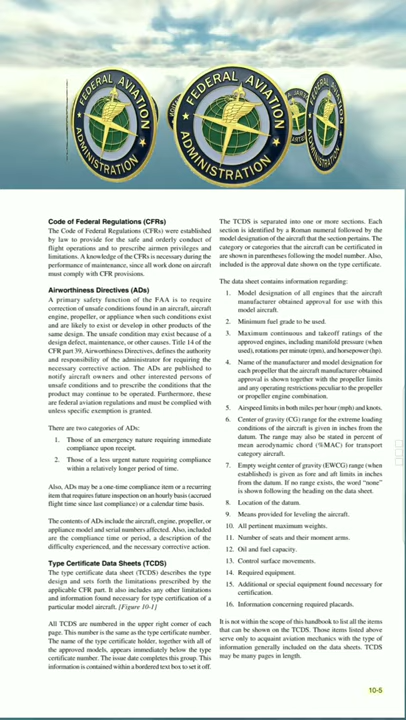 FEDERAL AVIATION
ADMINISTRATION
FEDERAL AVIATION
ADMINISTRATION
Code of Federal Regulations (CFRs)
The Code of Federal Regulations (CFRs) were established
by law to provide for the safe and orderly conduct of
flight operations and to prescribe airmen privileges and
limitations. A knowledge of the CFRs is necessary during the
performance of maintenance, since all work done on aircraft
must comply with CFR provisions.
Airworthiness Directives (ADs)
A primary safety function of the FAA is to require
correction of unsafe conditions found in an aircraft, aircraft
engine, propeller, or appliance when such conditions exist
and are likely to exist or develop in other products of the
same design. The unsafe condition may exist because of a
design defect, maintenance, or other causes. Title 14 of the
CFR part 39, Airworthiness Directives, defines the authority
and responsibility of the administrator for requiring the
necessary corrective action. The ADs are published to
notify aircraft owners and other interested persons of
unsafe conditions and to prescribe the conditions that the
product may continue to be operated. Furthermore, these
are federal aviation regulations and must be complied with
unless specific exemption is granted.
There are two categories of ADs:
1. Those of an emergency nature requiring immediate
compliance upon receipt.
2. Those of a less urgent nature requiring compliance
within a relatively longer period of time.
Also, ADs may be a one-time compliance item or a recurring
item that requires future inspection on an hourly basis (accrued
flight time since last compliance) or a calendar time basis.
The contents of ADs include the aircraft, engine, propeller, or
appliance model and serial numbers affected. Also, included
are the compliance time or period, a description of the
difficulty experienced, and the necessary corrective action.
Type Certificate Data Sheets (TCDS)
The type certificate data sheet (TCDS) describes the type
design and sets forth the limitations prescribed by the
applicable CFR part. It also includes any other limitations
and information found necessary for type certification of a
particular model aircraft. [Figure 10-1]
All TCDS are numbered in the upper right corner of each
page. This number is the same as the type certificate number.
The name of the type certificate holder, together with all of
the approved models, appears immediately below the type
certificate number. The issue date completes this group. This
information is contained within a bordered text box to set it off.
The TCDS is separated into one or more sections. Each
section is identified by a Roman numeral followed by the
model designation of the aircraft that the section pertains. The
category or categories that the aircraft can be certificated in
are shown in parentheses following the model number. Also,
included is the approval date shown on the type certificate.
The data sheet contains information regarding:
1. Model designation of all engines that the aircraft
manufacturer obtained approval for use with this
model aircraft.
2. Minimum fuel grade to be used.
3. Maximum continuous and takeoff ratings of the
approved engines, including manifold pressure (when
used), rotations per minute (rpm), and horsepower (hp).
4. Name of the manufacturer and model designation for
each propeller that the aircraft manufacturer obtained
approval is shown together with the propeller limits
and any operating restrictions peculiar to the propeller
or propeller engine combination.
5. Airspeed limits in both miles per hour (mph) and knots.
6. Center of gravity (CG) range for the extreme loading
conditions of the aircraft is given in inches from the
datum. The range may also be stated in percent of
mean aerodynamic chord (%MAC) for transport
category aircraft.
7. Empty weight center of gravity (EWCG) range (when
established) is given as fore and aft limits in inches
from the datum. If no range exists, the word “none”
is shown following the heading on the data sheet.
8. Location of the datum.
9. Means provided for leveling the aircraft.
10. All pertinent maximum weights.
11. Number of seats and their moment arms.
12. Oil and fuel capacity.
13. Control surface movements.
14. Required equipment.
15. Additional or special equipment found necessary for
certification.
16. Information concerning required placards.
It is not within the scope of this handbook to list all the items
that can be shown on the TCDS. Those items listed above
serve only to acquaint aviation mechanics with the type of
information generally included on the data sheets. TCDS
may be many pages in length.
10-5